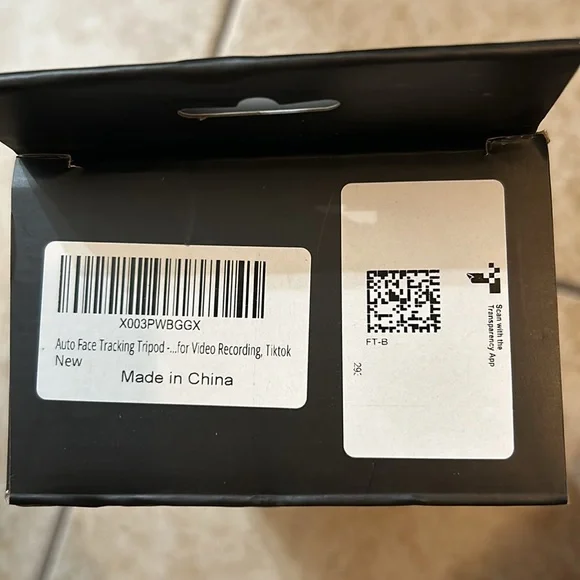 X003PWBGGX
Auto Face Tracking Tripod -...for Video Recording, Tiktok
New
Made in China
Scan with the
Transparency App
FT-B
293